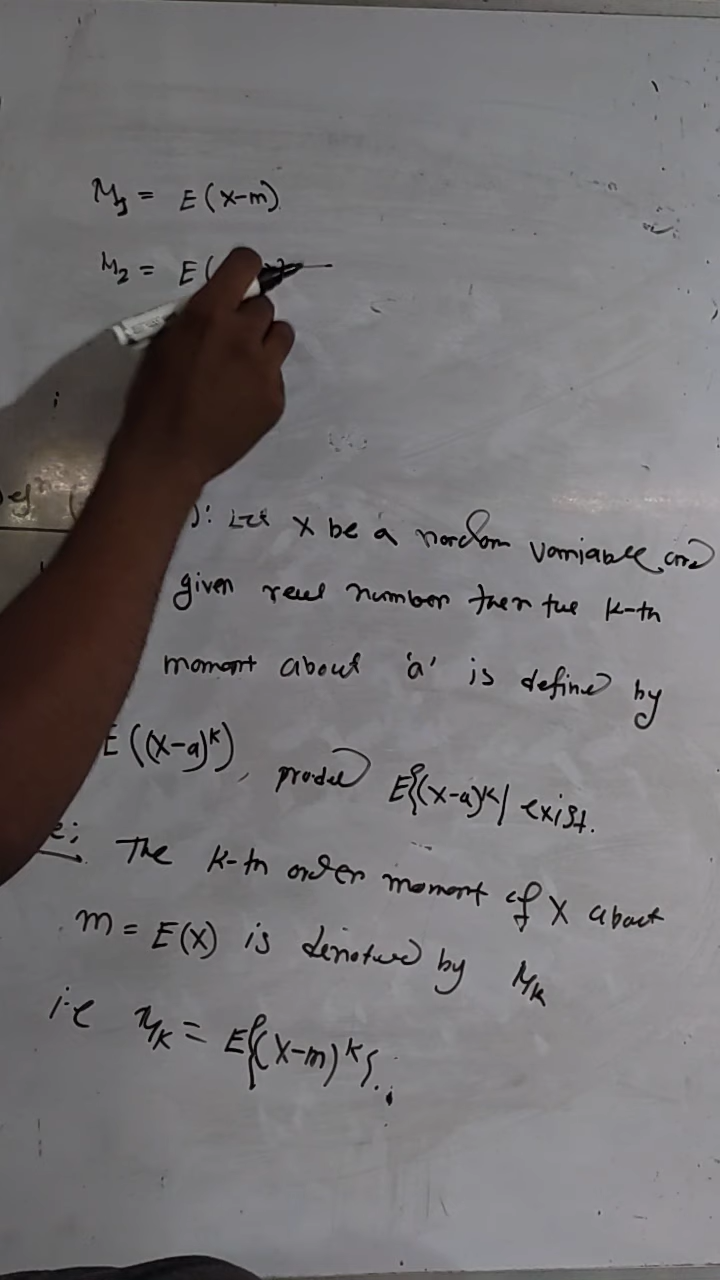 μ₁ = E(x-m)
μ₂ = E(
Defⁿ ( ): Let X be a random variable and
given real number then the k-th
moment about 'a' is defined by
E((x-a)ᵏ), provided E{(x-a)ᵏ} exist.
The k-th order moment of X about
m = E(X) is denoted by μₖ
i.e μₖ = E{(x-m)ᵏ}.